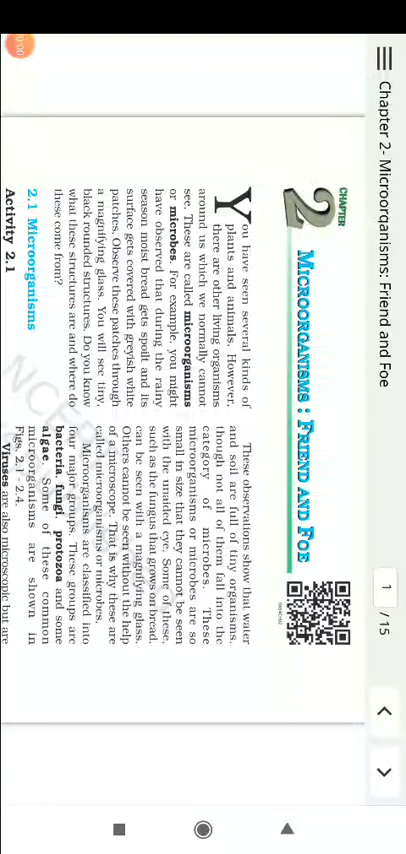 Chapter 2- Microorganisms: Friend and Foe
1 / 15
0:00
CHAPTER
2
MICROORGANISMS : FRIEND AND FOE
You have seen several kinds of
plants and animals. However,
there are other living organisms
around us which we normally cannot
see. These are called microorganisms
or microbes. For example, you might
have observed that during the rainy
season moist bread gets spoilt and its
surface gets covered with greyish white
patches. Observe these patches through
a magnifying glass. You will see tiny,
black rounded structures. Do you know
what these structures are and where do
these come from?
2.1 Microorganisms
Activity 2.1
These observations show that water
and soil are full of tiny organisms,
though not all of them fall into the
category of microbes. These
microorganisms or microbes are so
small in size that they cannot be seen
with the unaided eye. Some of these,
such as the fungus that grows on bread,
can be seen with a magnifying glass.
Others cannot be seen without the help
of a microscope. That is why these are
called microorganisms or microbes.
Microorganisms are classified into
four major groups. These groups are
bacteria, fungi, protozoa and some
algae. Some of these common
microorganisms are shown in
Figs. 2.1 - 2.4.
Viruses are also microscopic but are